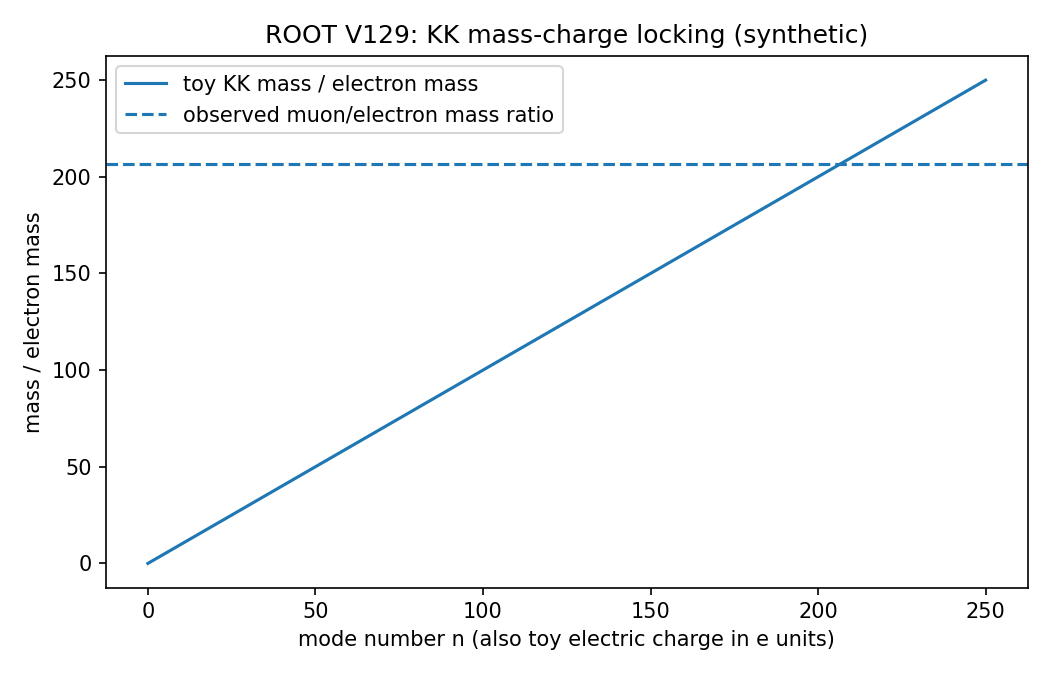 ROOT V129: KK mass-charge locking (synthetic)
toy KK mass / electron mass
observed muon/electron mass ratio
mass / electron mass
250
200
150
100
50
0
0 50 100 150 200 250
mode number n (also toy electric charge in e units)